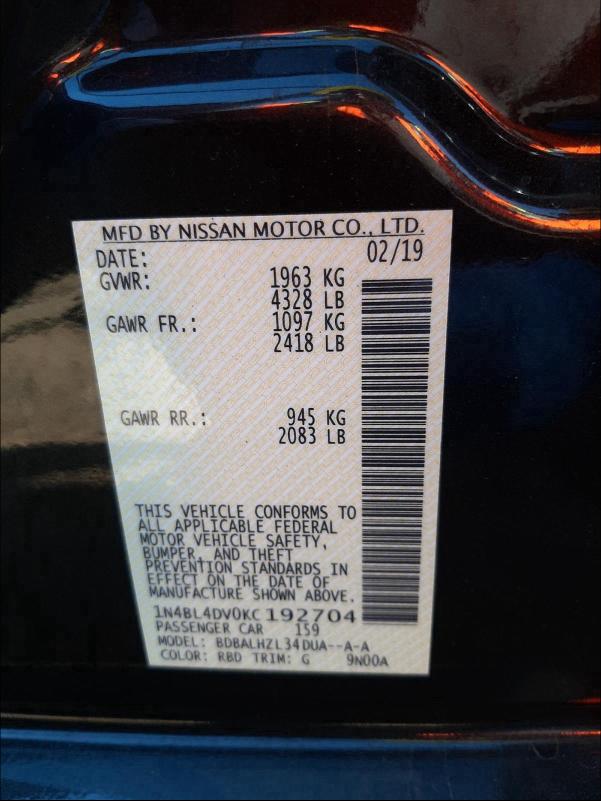 MFD BY NISSAN MOTOR CO., LTD.
DATE: 02/19
GVWR: 1963 KG
4328 LB
GAWR FR.: 1097 KG
2418 LB
GAWR RR.: 945 KG
2083 LB
THIS VEHICLE CONFORMS TO
ALL APPLICABLE FEDERAL
MOTOR VEHICLE SAFETY,
BUMPER, AND THEFT
PREVENTION STANDARDS IN
EFFECT ON THE DATE OF
MANUFACTURE SHOWN ABOVE.
1N4BL4DV0KC192704
PASSENGER CAR 159
MODEL: BDBALHZL34DUA--A-A
COLOR: RBD TRIM: G 9N00A